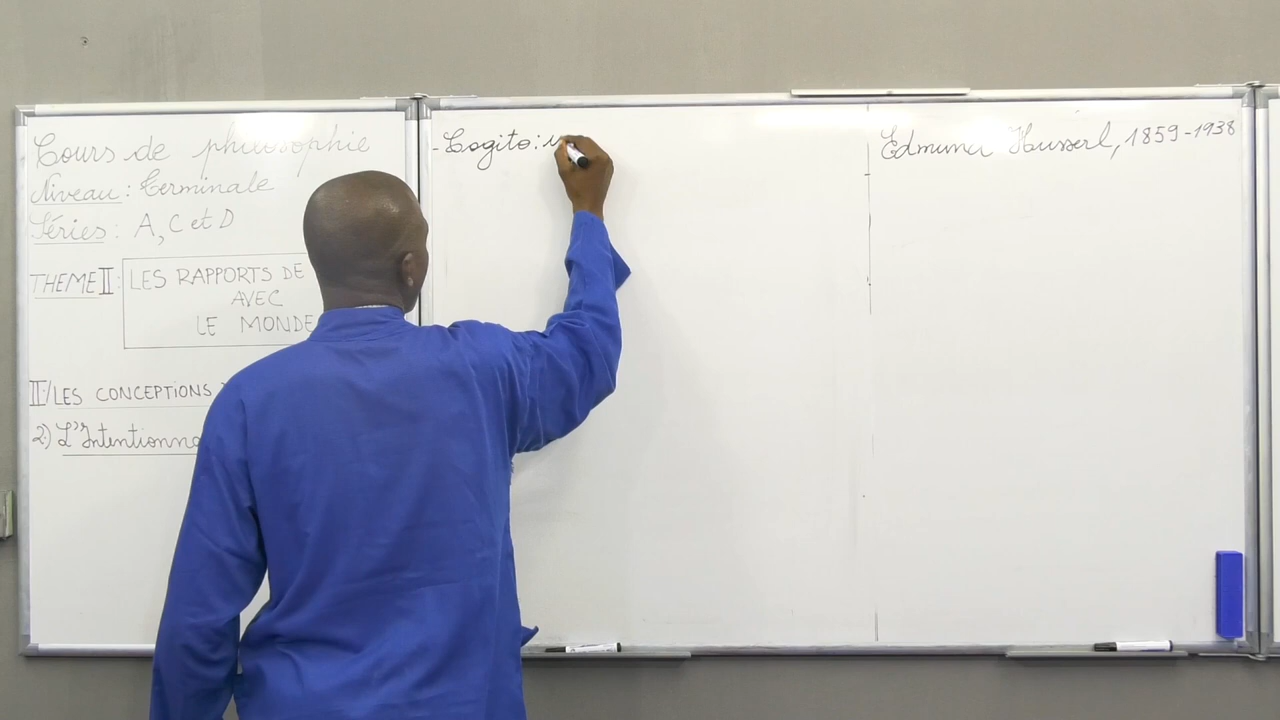 Cours de philosophie
Niveau : Terminale
Séries : A, C et D
THEME II : LES RAPPORTS DE
AVEC
LE MONDE
II/ LES CONCEPTIONS
2) L'Intentionna
- Cogito :
Edmund Husserl, 1859-1938